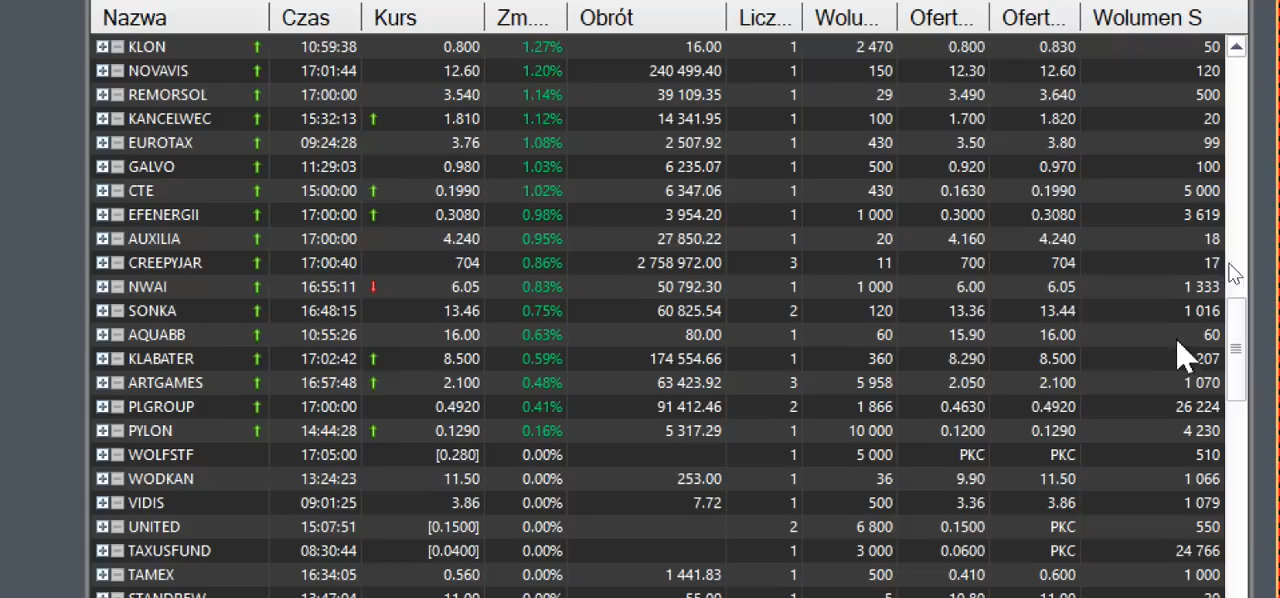 Nazwa Czas Kurs Zm.... Obrót Licz... Wolu... Ofert... Ofert... Wolumen S
KLON 10:59:38 0.800 1.27% 16.00 1 2 470 0.800 0.830 50
NOVAVIS 17:01:44 12.60 1.20% 240 499.40 1 150 12.30 12.60 120
REMORSOL 17:00:00 3.540 1.14% 39 109.35 1 29 3.490 3.640 500
KANCELWEC 15:32:13 1.810 1.12% 14 341.95 1 100 1.700 1.820 20
EUROTAX 09:24:28 3.76 1.08% 2 507.92 1 430 3.50 3.80 99
GALVO 11:29:03 0.980 1.03% 6 235.07 1 500 0.920 0.970 100
CTE 15:00:00 0.1990 1.02% 6 347.06 1 430 0.1630 0.1990 5 000
EFENERGII 17:00:00 0.3080 0.98% 3 954.20 1 1 000 0.3000 0.3080 3 619
AUXILIA 17:00:00 4.240 0.95% 27 850.22 1 20 4.160 4.240 18
CREEPYJAR 17:00:40 704 0.86% 2 758 972.00 3 11 700 704 17
NWAI 16:55:11 6.05 0.83% 50 792.30 1 1 000 6.00 6.05 1 333
SONKA 16:48:15 13.46 0.75% 60 825.54 2 120 13.36 13.44 1 016
AQUABB 10:55:26 16.00 0.63% 80.00 1 60 15.90 16.00 60
KLABATER 17:02:42 8.500 0.59% 174 554.66 1 360 8.290 8.500 207
ARTGAMES 16:57:48 2.100 0.48% 63 423.92 3 5 958 2.050 2.100 1 070
PLGROUP 17:00:00 0.4920 0.41% 91 412.46 2 1 866 0.4630 0.4920 26 224
PYLON 14:44:28 0.1290 0.16% 5 317.29 1 10 000 0.1200 0.1290 4 230
WOLFSTF 17:05:00 [0.280] 0.00% 1 5 000 PKC PKC 510
WODKAN 13:24:23 11.50 0.00% 253.00 1 36 9.90 11.50 1 066
VIDIS 09:01:25 3.86 0.00% 7.72 1 500 3.36 3.86 1 079
UNITED 15:07:51 [0.1500] 0.00% 2 6 800 0.1500 PKC 550
TAXUSFUND 08:30:44 [0.0400] 0.00% 1 3 000 0.0600 PKC 24 766
TAMEX 16:34:05 0.560 0.00% 1 441.83 1 500 0.410 0.600 1 000